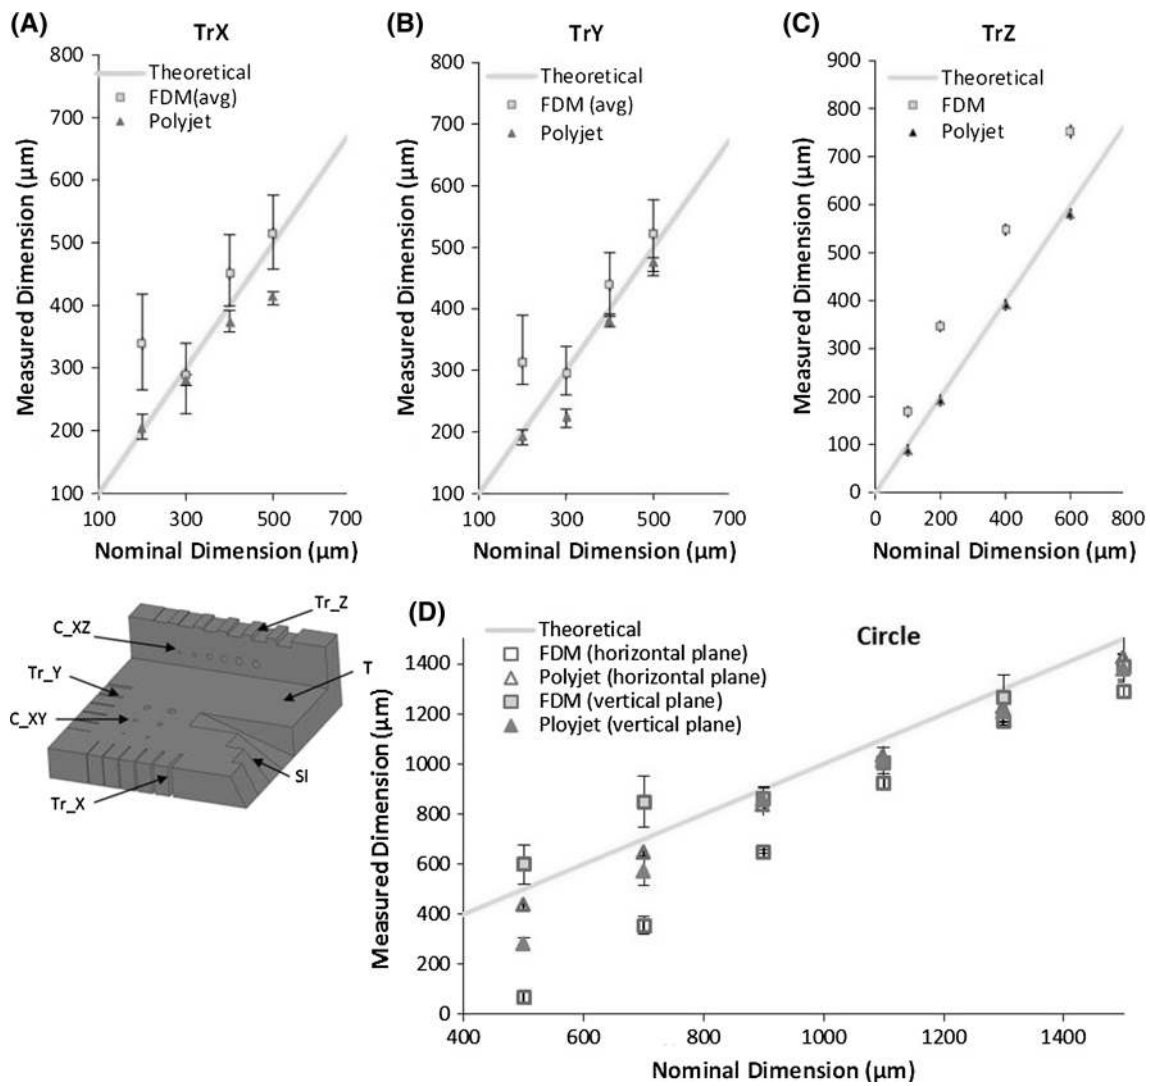 (A)
TrX
800
700
600
500
400
300
200
100
100
300
500
700
Measured Dimension (µm)
Nominal Dimension (µm)
Theoretical
FDM(avg)
Polyjet
(B)
TrY
800
700
600
500
400
300
200
100
100
300
500
700
Measured Dimension (µm)
Nominal Dimension (µm)
Theoretical
FDM (avg)
Polyjet
(C)
TrZ
900
800
700
600
500
400
300
200
100
0
0
200
400
600
800
Measured Dimension (µm)
Nominal Dimension (µm)
Theoretical
FDM
Polyjet
Tr_Z
C_XZ
T
Tr_Y
C_XY
SI
Tr_X
(D)
Circle
Theoretical
FDM (horizontal plane)
Polyjet (horizontal plane)
FDM (vertical plane)
Ployjet (vertical plane)
1400
1200
1000
800
600
400
200
0
400
600
800
1000
1200
1400
Measured Dimension (µm)
Nominal Dimension (µm)